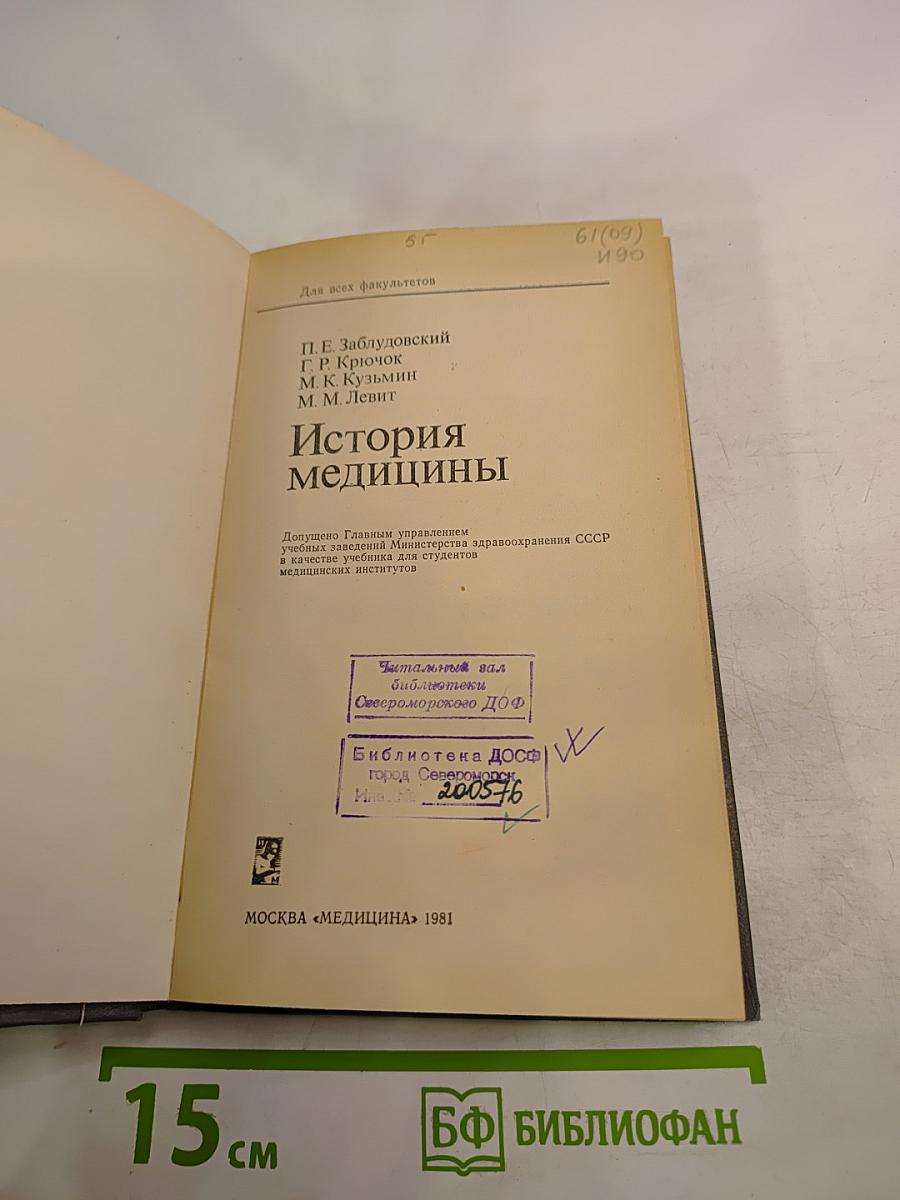 5Г
61(09)
И90
Для всех факультетов
П. Е. Заблудовский
Г. Р. Крючок
М. К. Кузьмин
М. М. Левит
История
медицины
Допущено Главным управлением
учебных заведений Министерства здравоохранения СССР
в качестве учебника для студентов
медицинских институтов
Читальный зал
библиотеки
Североморского ДОФ
Библиотека ДОСФ
город Североморск
200576
МОСКВА «МЕДИЦИНА» 1981
15 см
БФ БИБЛИОФАН